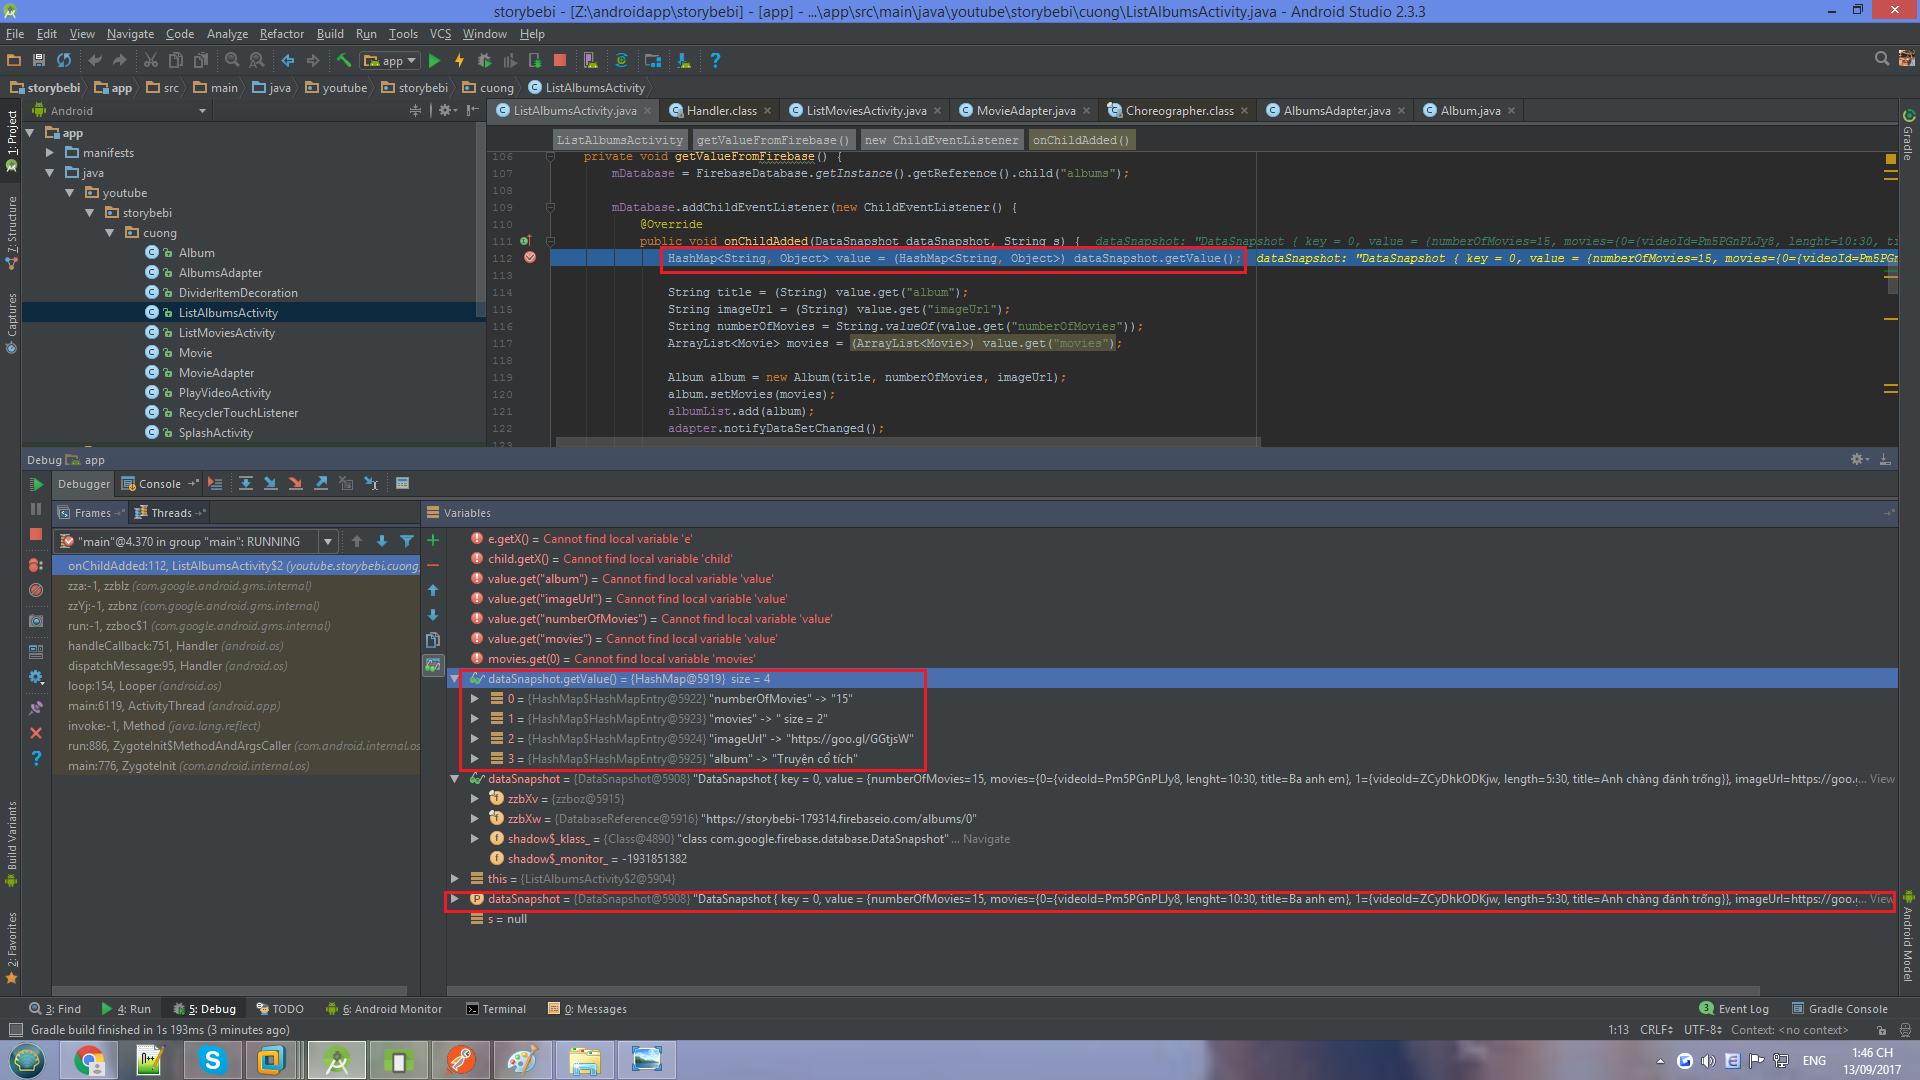 storybebi - [Z:\androidapp\storybebi] - [app] - ...\app\src\main\java\youtube\storybebi\cuong\ListAlbumsActivity.java - Android Studio 2.3.3
File Edit View Navigate Code Analyze Refactor Build Run Tools VCS Window Help
app
storybebi app src main java youtube storybebi cuong ListAlbumsActivity
Android
ListAlbumsActivity.java Handler.class ListMoviesActivity.java MovieAdapter.java Choreographer.class AlbumsAdapter.java Album.java
ListAlbumsActivity getValueFromFirebase() new ChildEventListener onChildAdded()
1: Project
7: Structure
Captures
Build Variants
2: Favorites
Gradle
Android Model
app
manifests
java
youtube
storybebi
cuong
Album
AlbumsAdapter
DividerItemDecoration
ListAlbumsActivity
ListMoviesActivity
Movie
MovieAdapter
PlayVideoActivity
RecyclerTouchListener
SplashActivity
106 private void getValueFromFirebase() {
107 mDatabase = FirebaseDatabase.getInstance().getReference().child("albums");
108
109 mDatabase.addChildEventListener(new ChildEventListener() {
110 @Override
111 public void onChildAdded(DataSnapshot dataSnapshot, String s) { dataSnapshot: "DataSnapshot { key = 0, value = {numberOfMovies=15, movies={0={videoId=Pm5PGnPLJy8, lenght=10:30, ti
112 HashMap<String, Object> value = (HashMap<String, Object>) dataSnapshot.getValue(); dataSnapshot: "DataSnapshot { key = 0, value = {numberOfMovies=15, movies={0={videoId=Pm5PGn
113
114 String title = (String) value.get("album");
115 String imageUrl = (String) value.get("imageUrl");
116 String numberOfMovies = String.valueOf(value.get("numberOfMovies"));
117 ArrayList<Movie> movies = (ArrayList<Movie>) value.get("movies");
118
119 Album album = new Album(title, numberOfMovies, imageUrl);
120 album.setMovies(movies);
121 albumList.add(album);
122 adapter.notifyDataSetChanged();
123
Debug app
Debugger Console
Frames Threads
Variables
"main"@4.370 in group "main": RUNNING
onChildAdded:112, ListAlbumsActivity$2 (youtube.storybebi.cuong)
zza:-1, zzblz (com.google.android.gms.internal)
zzYj:-1, zzbnz (com.google.android.gms.internal)
run:-1, zzboc$1 (com.google.android.gms.internal)
handleCallback:751, Handler (android.os)
dispatchMessage:95, Handler (android.os)
loop:154, Looper (android.os)
main:6119, ActivityThread (android.app)
invoke:-1, Method (java.lang.reflect)
run:886, ZygoteInit$MethodAndArgsCaller (com.android.internal.os
main:776, ZygoteInit (com.android.internal.os)
e.getX() = Cannot find local variable 'e'
child.getX() = Cannot find local variable 'child'
value.get("album") = Cannot find local variable 'value'
value.get("imageUrl") = Cannot find local variable 'value'
value.get("numberOfMovies") = Cannot find local variable 'value'
value.get("movies") = Cannot find local variable 'value'
movies.get(0) = Cannot find local variable 'movies'
dataSnapshot.getValue() = {HashMap@5919} size = 4
0 = {HashMap$HashMapEntry@5922} "numberOfMovies" -> "15"
1 = {HashMap$HashMapEntry@5923} "movies" -> " size = 2"
2 = {HashMap$HashMapEntry@5924} "imageUrl" -> "https://goo.gl/GGtjsW"
3 = {HashMap$HashMapEntry@5925} "album" -> "Truyện cổ tích"
dataSnapshot = {DataSnapshot@5908} "DataSnapshot { key = 0, value = {numberOfMovies=15, movies={0={videoId=Pm5PGnPLJy8, lenght=10:30, title=Ba anh em}, 1={videoId=ZCyDhkODKjw, length=5:30, title=Anh chàng đánh trống}}, imageUrl=https://goo.... View
zzbXv = {zzboz@5915}
zzbXw = {DatabaseReference@5916} "https://storybebi-179314.firebaseio.com/albums/0"
shadow$_klass_ = {Class@4890} "class com.google.firebase.database.DataSnapshot" ... Navigate
shadow$_monitor_ = -1931851382
this = {ListAlbumsActivity$2@5904}
dataSnapshot = {DataSnapshot@5908} "DataSnapshot { key = 0, value = {numberOfMovies=15, movies={0={videoId=Pm5PGnPLJy8, lenght=10:30, title=Ba anh em}, 1={videoId=ZCyDhkODKjw, length=5:30, title=Anh chàng đánh trống}}, imageUrl=https://goo.... View
s = null
3: Find 4: Run 5: Debug TODO 6: Android Monitor Terminal 0: Messages 3 Event Log Gradle Console
Gradle build finished in 1s 193ms (3 minutes ago) 1:13 CRLF UTF-8 Context: <no context>
ENG 1:46 CH
13/09/2017